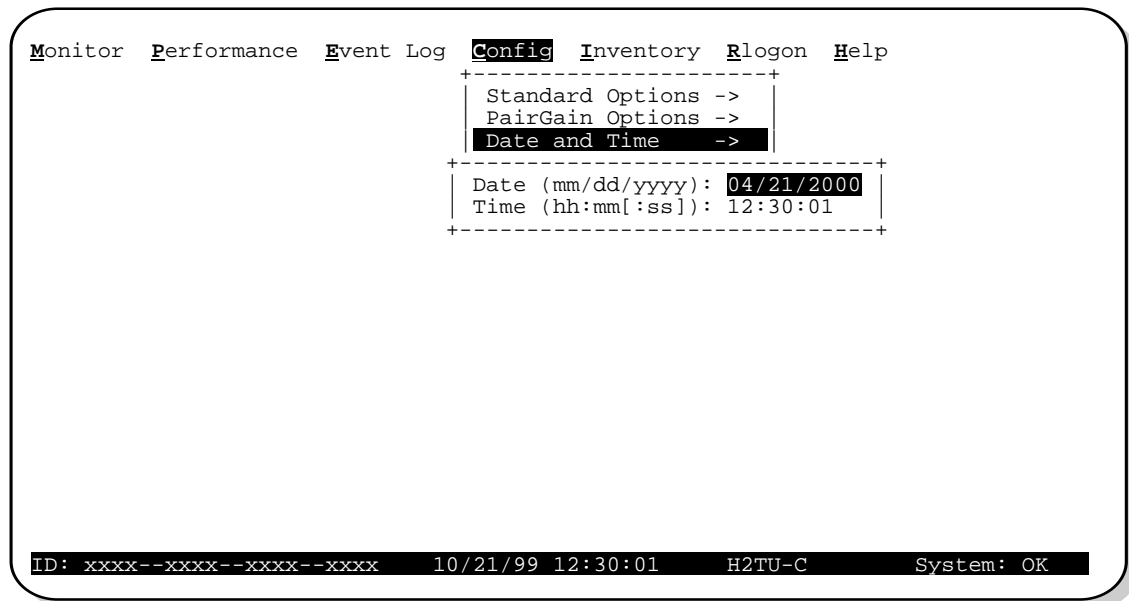 Monitor Performance Event Log Config Inventory Rlogon Help
+----------------------+
| Standard Options -> |
| PairGain Options -> |
| Date and Time -> |
+-------------------------------+
| Date (mm/dd/yyyy): 04/21/2000 |
| Time (hh:mm[:ss]): 12:30:01 |
+-------------------------------+
ID: xxxx--xxxx--xxxx--xxxx 10/21/99 12:30:01 H2TU-C System: OK